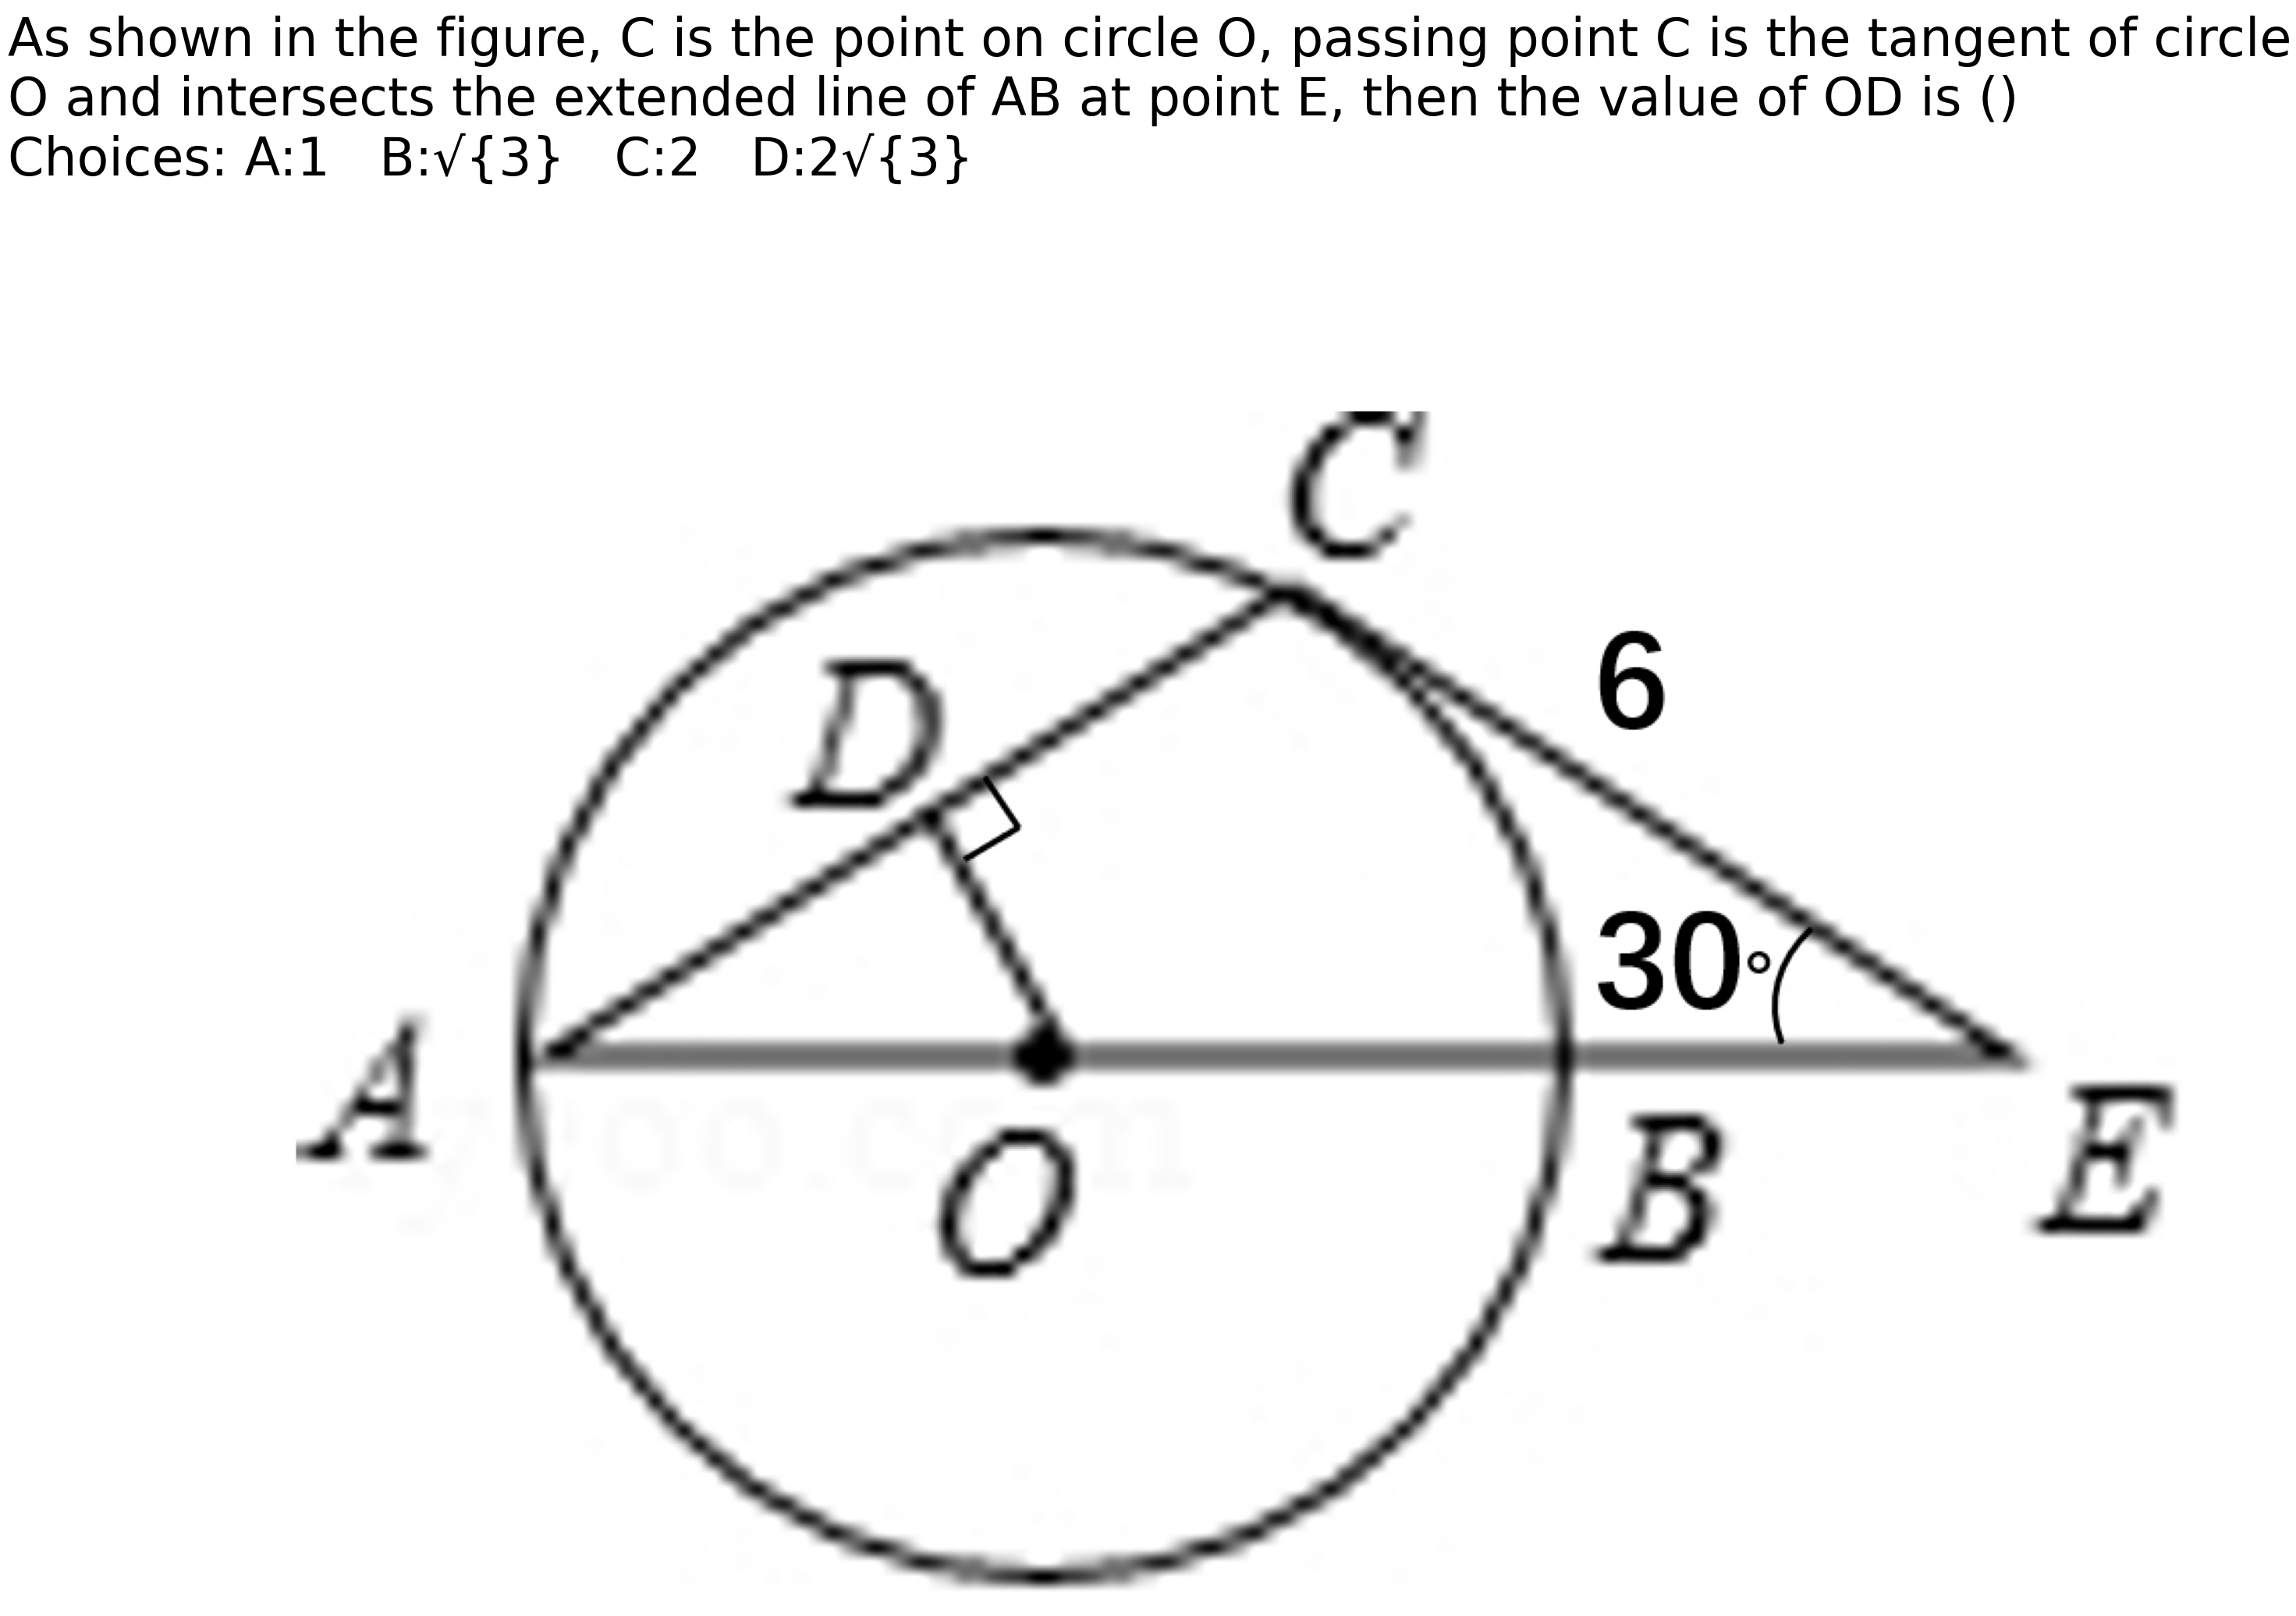 As shown in the figure, C is the point on circle O, passing point C is the tangent of circle
O and intersects the extended line of AB at point E, then the value of OD is ()
Choices: A:1 B:√{3} C:2 D:2√{3}
C
6
D
30°
A
O
B
E